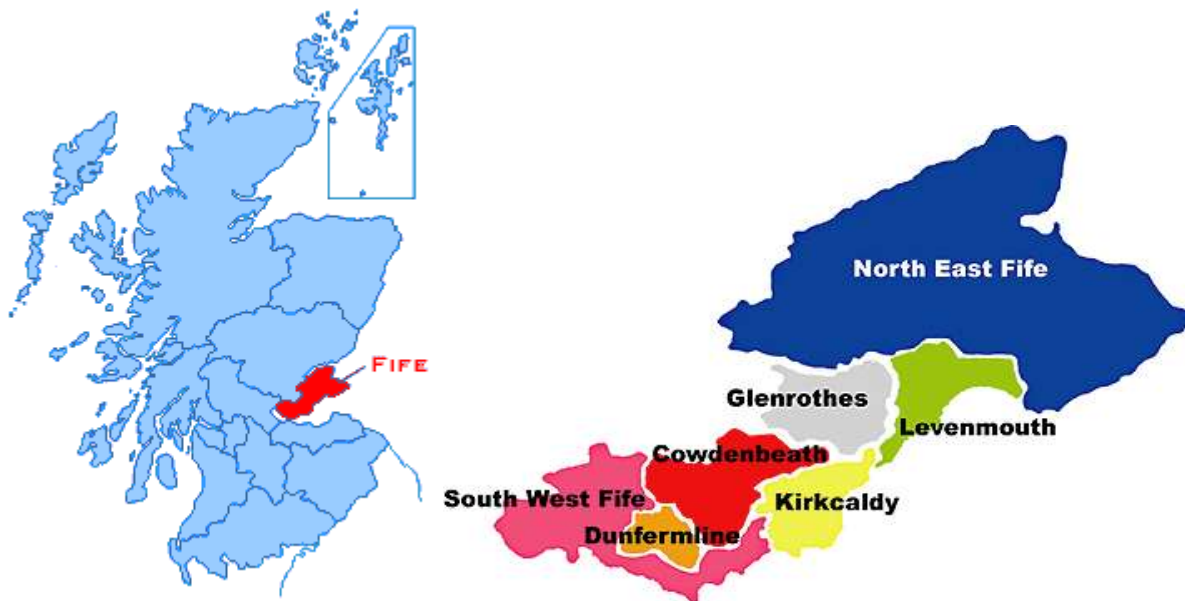 FIFE
North East Fife
Glenrothes
Levenmouth
Cowdenbeath
South West Fife
Kirkcaldy
Dunfermline